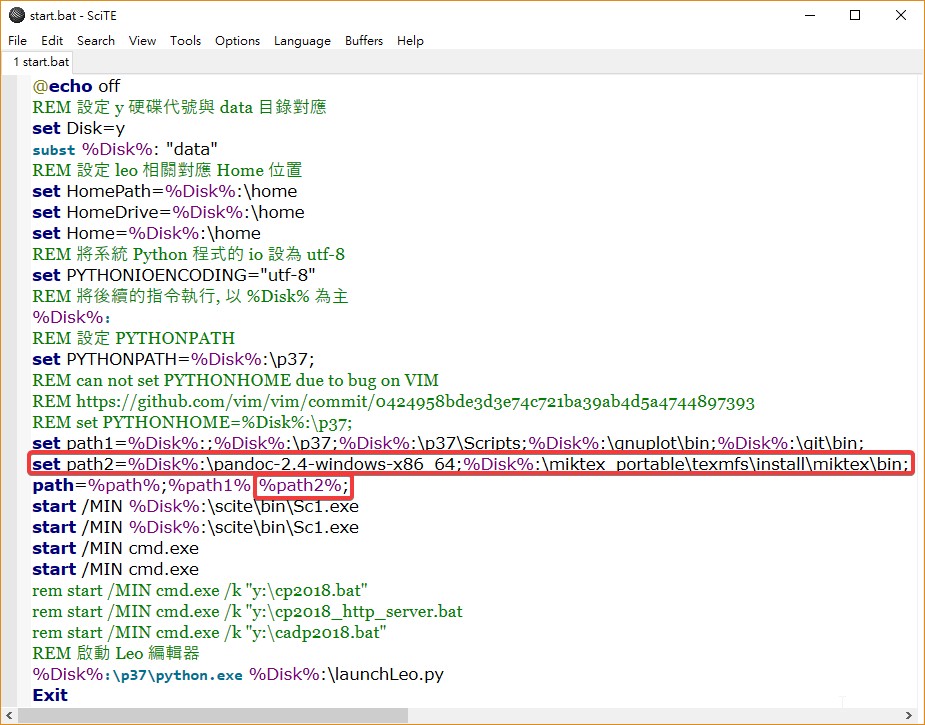 start.bat - SciTE
File Edit Search View Tools Options Language Buffers Help
1 start.bat
@echo off
REM 設定 y 硬碟代號與 data 目錄對應
set Disk=y
subst %Disk%: "data"
REM 設定 leo 相關對應 Home 位置
set HomePath=%Disk%:\home
set HomeDrive=%Disk%:\home
set Home=%Disk%:\home
REM 將系統 Python 程式的 io 設為 utf-8
set PYTHONIOENCODING="utf-8"
REM 將後續的指令執行, 以 %Disk% 為主
%Disk%:
REM 設定 PYTHONPATH
set PYTHONPATH=%Disk%:\p37;
REM can not set PYTHONHOME due to bug on VIM
REM https://github.com/vim/vim/commit/0424958bde3d3e74c721ba39ab4d5a4744897393
REM set PYTHONHOME=%Disk%:\p37;
set path1=%Disk%:;%Disk%:\p37;%Disk%:\p37\Scripts;%Disk%:\gnuplot\bin;%Disk%:\git\bin;
set path2=%Disk%:\pandoc-2.4-windows-x86_64;%Disk%:\miktex_portable\texmfs\install\miktex\bin;
path=%path%;%path1%;%path2%;
start /MIN %Disk%:\scite\bin\Sc1.exe
start /MIN %Disk%:\scite\bin\Sc1.exe
start /MIN cmd.exe
start /MIN cmd.exe
rem start /MIN cmd.exe /k "y:\cp2018.bat"
rem start /MIN cmd.exe /k "y:\cp2018_http_server.bat
rem start /MIN cmd.exe /k "y:\cadp2018.bat"
REM 啟動 Leo 編輯器
%Disk%:\p37\python.exe %Disk%:\launchLeo.py
Exit